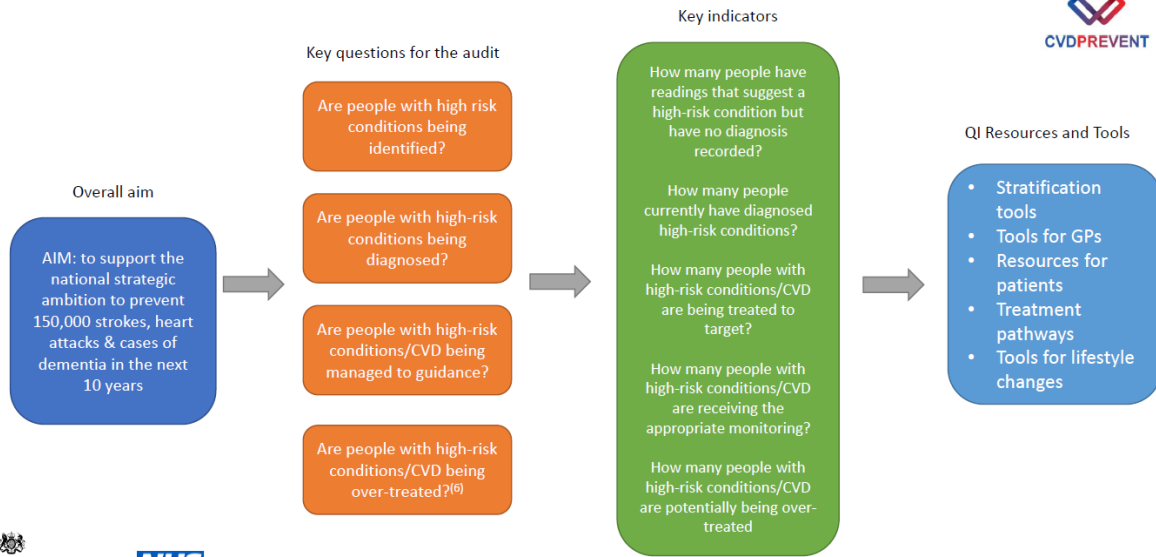 Key indicators
CVDPREVENT
Key questions for the audit
How many people have
readings that suggest a
high-risk condition but
have no diagnosis
recorded?
Are people with high risk
conditions being
identified?
QI Resources and Tools
Overall aim
How many people
currently have diagnosed
high-risk conditions?
Are people with high-risk
conditions being
diagnosed?
• Stratification
tools
• Tools for GPs
• Resources for
patients
• Treatment
pathways
• Tools for lifestyle
changes
AIM: to support the
national strategic
ambition to prevent
150,000 strokes, heart
attacks & cases of
dementia in the next
10 years
How many people with
high-risk conditions/CVD
are being treated to
target?
Are people with high-risk
conditions/CVD being
managed to guidance?
How many people with
high-risk conditions/CVD
are receiving the
appropriate monitoring?
Are people with high-risk
conditions/CVD being
over-treated?(6)
How many people with
high-risk conditions/CVD
are potentially being over-
treated
NHS